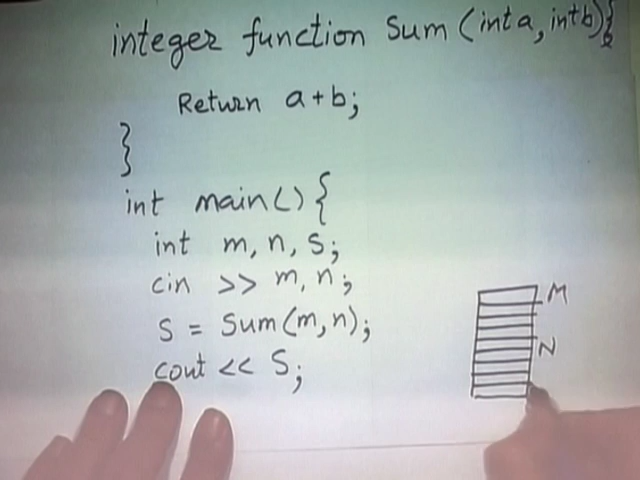 integer function Sum (int a, int b){
Return a+b;
}
int main() {
int m, n, s;
cin >> m, n;
S = Sum(m, n);
cout << S;
M
N